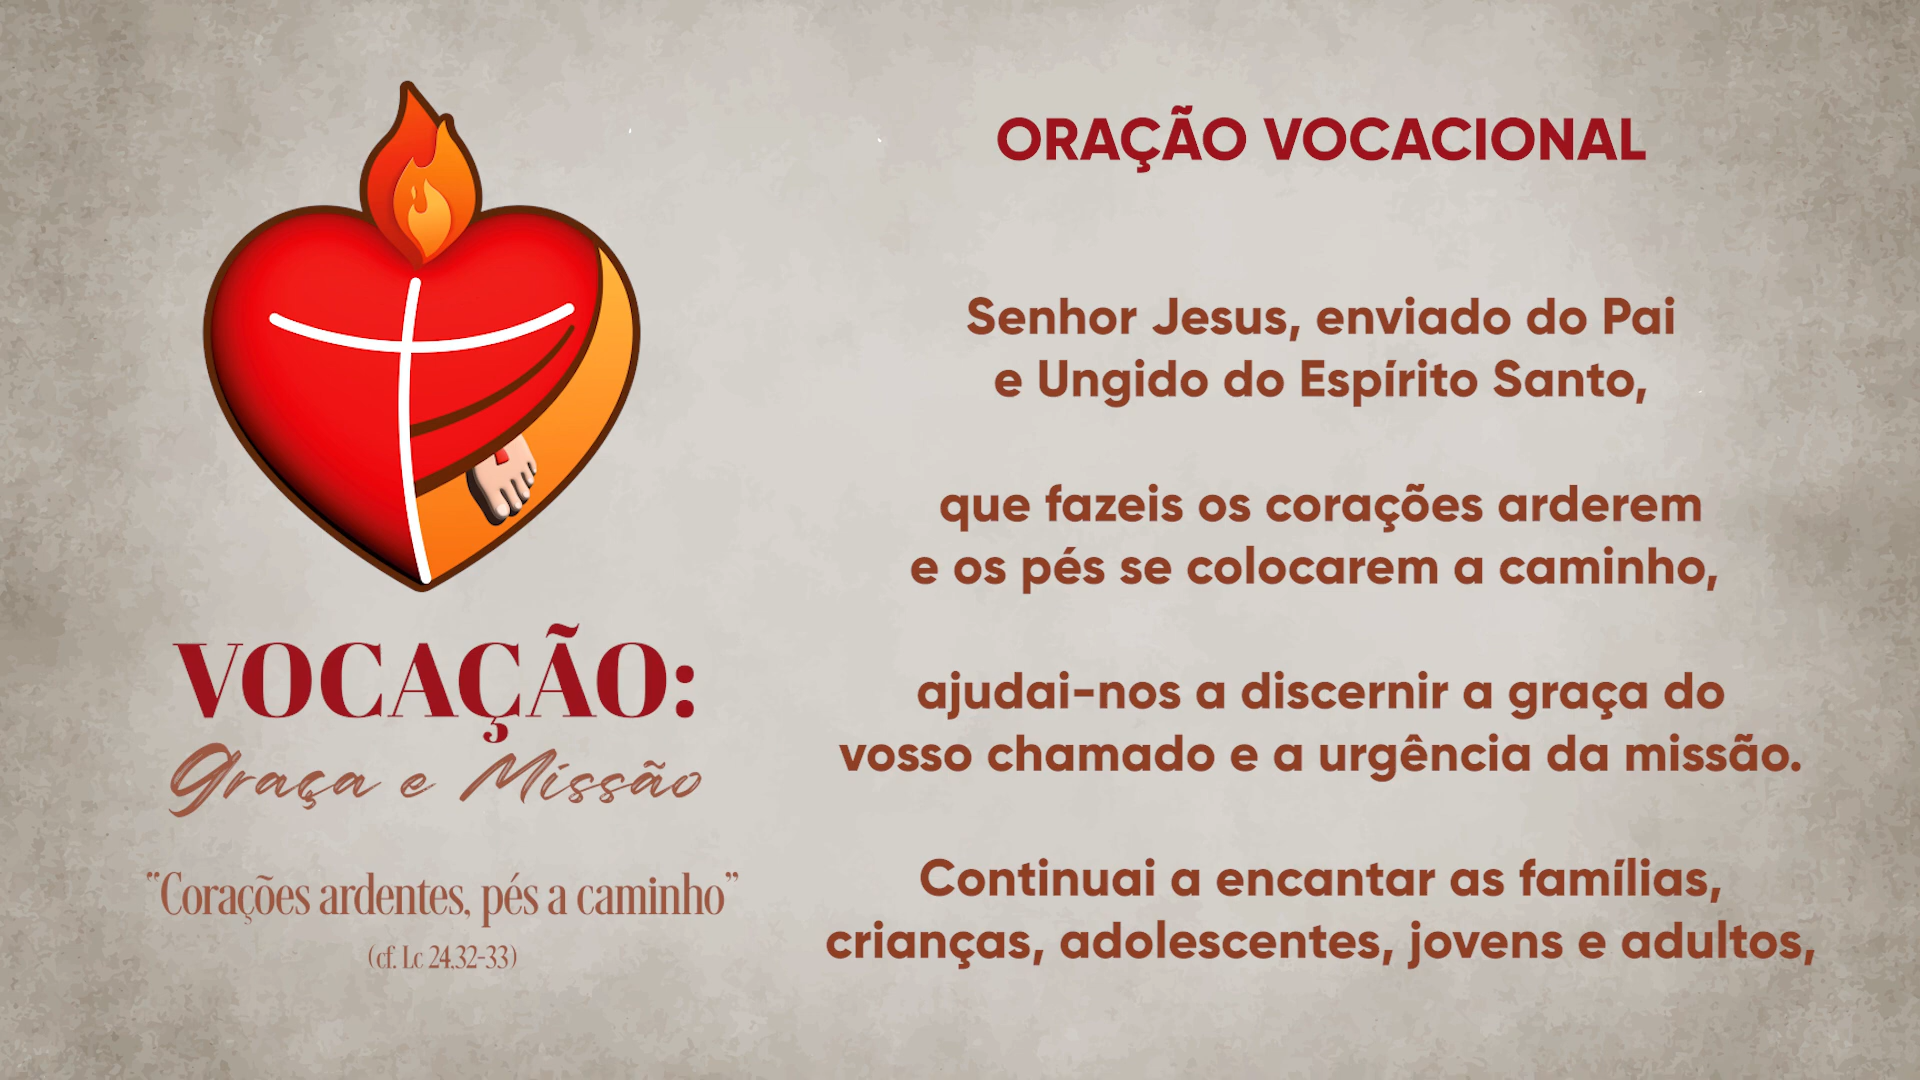 VOCAÇÃO:
Graça e Missão
“Corações ardentes, pés a caminho”
(cf. Lc 24,32-33)
ORAÇÃO VOCACIONAL
Senhor Jesus, enviado do Pai
e Ungido do Espírito Santo,
que fazeis os corações arderem
e os pés se colocarem a caminho,
ajudai-nos a discernir a graça do
vosso chamado e a urgência da missão.
Continuai a encantar as famílias,
crianças, adolescentes, jovens e adultos,